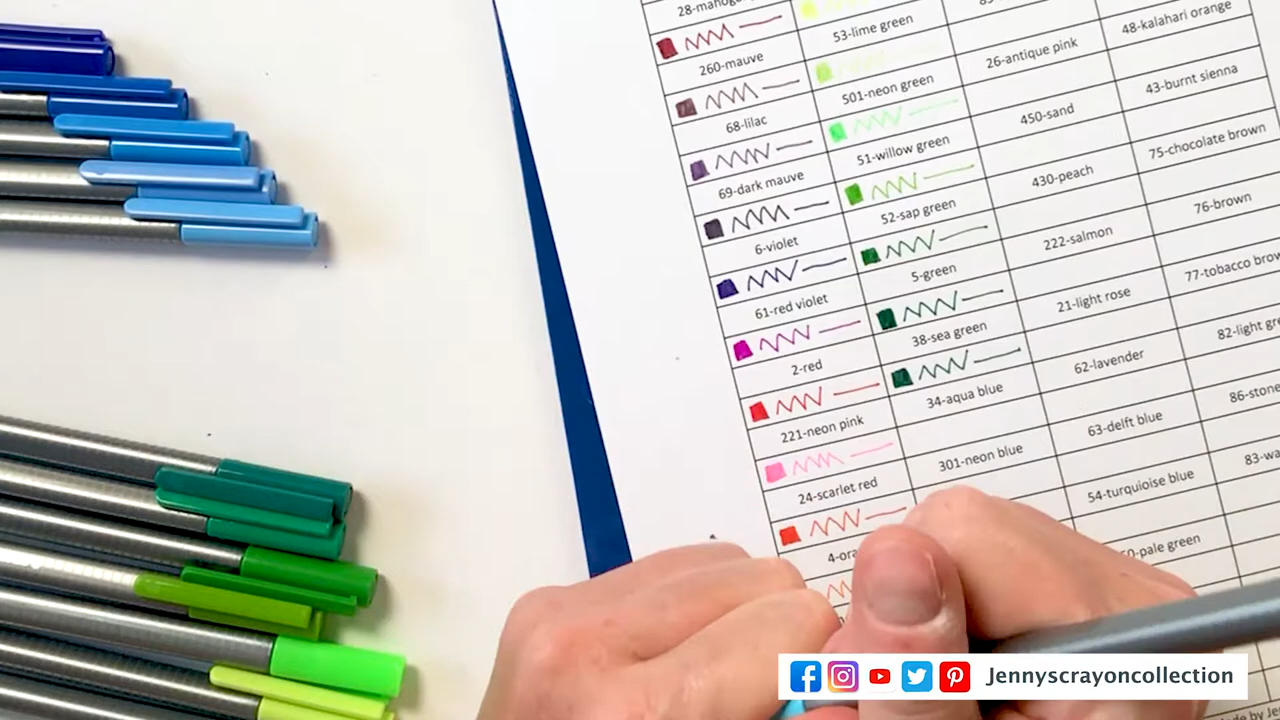 28-mahogany
260-mauve
68-lilac
69-dark mauve
6-violet
61-red violet
2-red
221-neon pink
24-scarlet red
53-lime green
501-neon green
51-willow green
52-sap green
5-green
38-sea green
34-aqua blue
301-neon blue
26-antique pink
450-sand
430-peach
222-salmon
21-light rose
62-lavender
63-delft blue
54-turquioise blue
48-kalahari orange
43-burnt sienna
75-chocolate brown
76-brown
77-tobacco
Jennyscrayoncollection